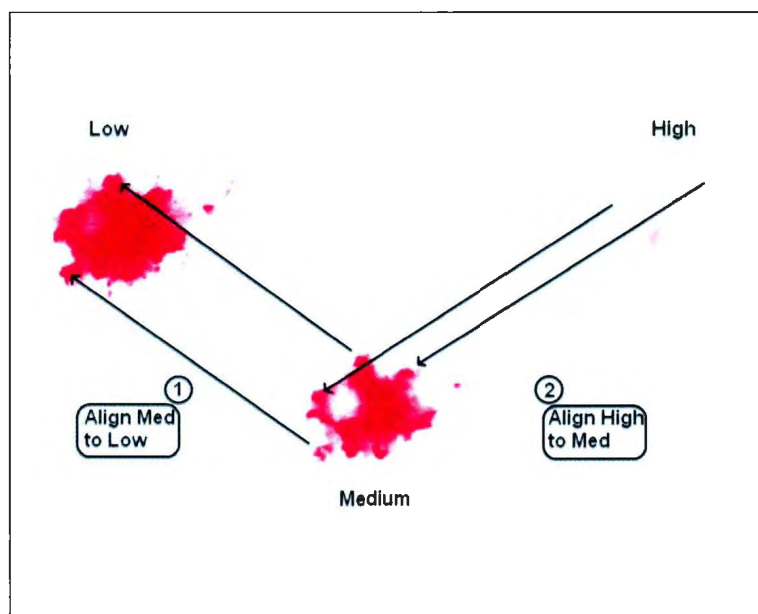 Low
High
1
Align Med
to Low
2
Align High
to Med
Medium